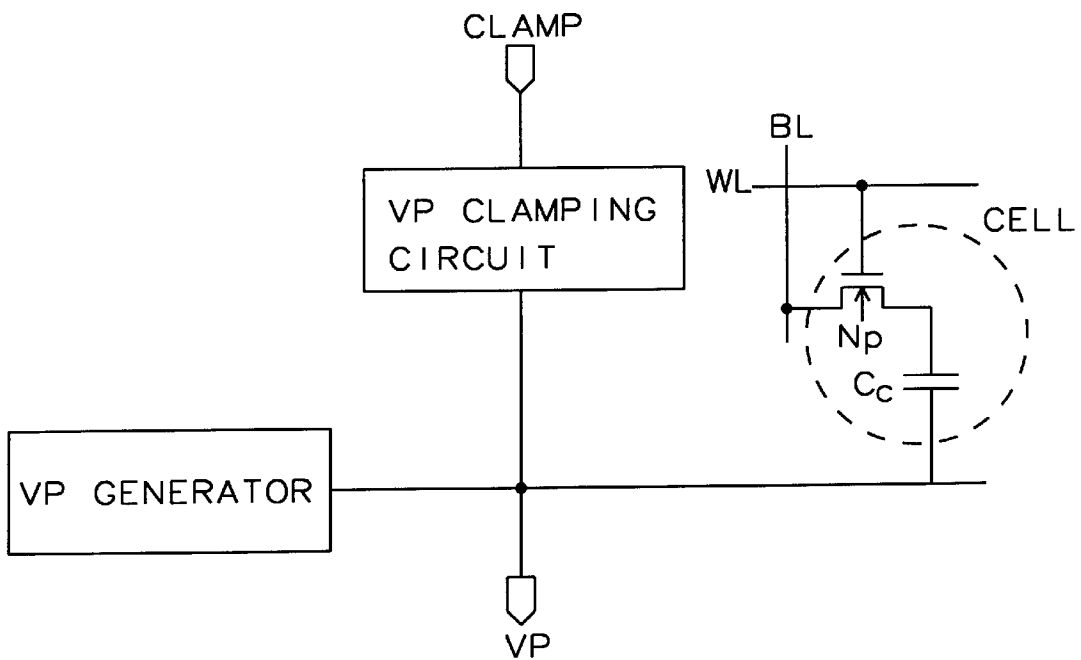 CLAMP
BL
VP CLAMPING
CIRCUIT
WL
CELL
Np
Cc
VP GENERATOR
VP